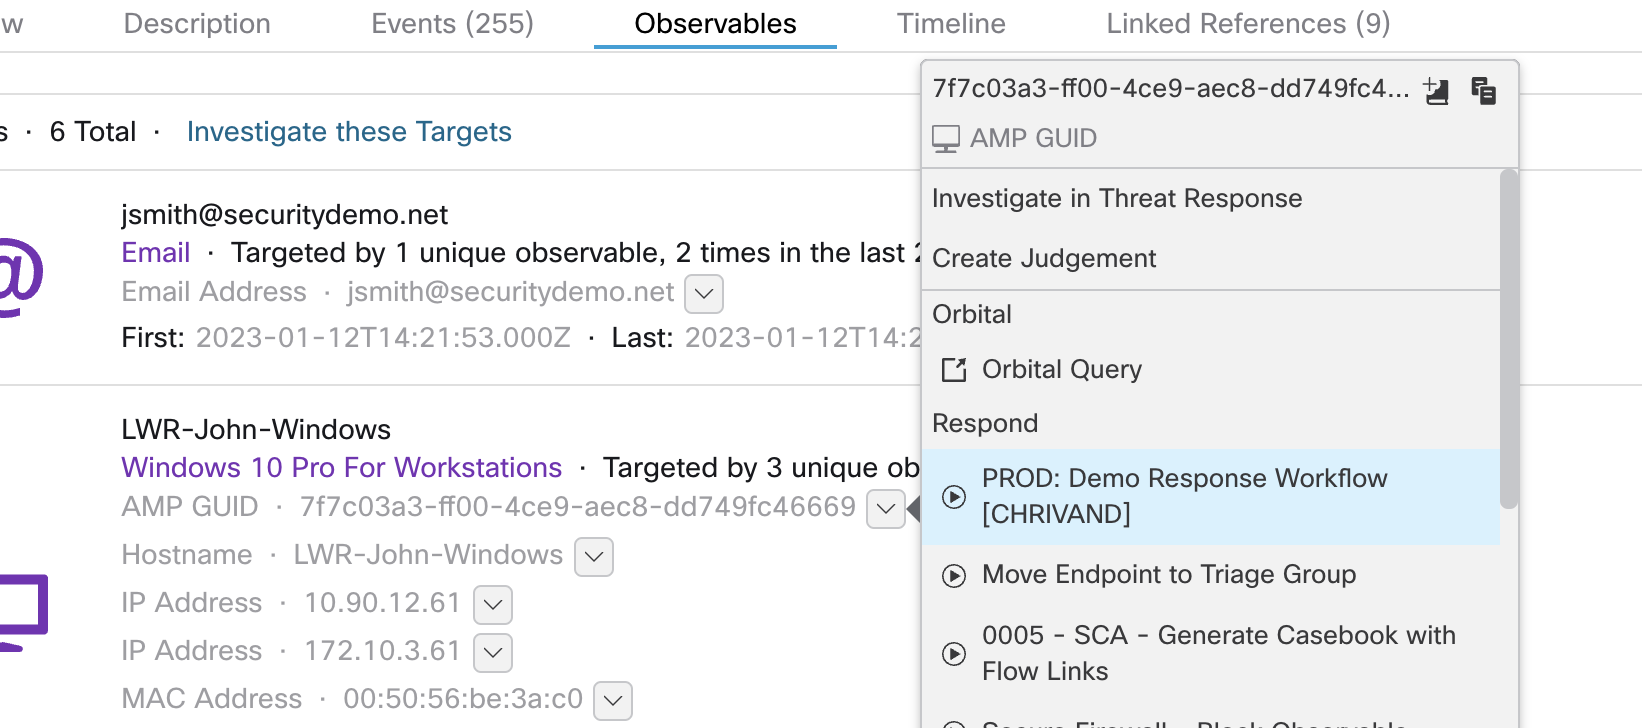 w Description Events (255) Observables Timeline Linked References (9)
s · 6 Total · Investigate these Targets
jsmith@securitydemo.net
Email · Targeted by 1 unique observable, 2 times in the last
Email Address · jsmith@securitydemo.net
First: 2023-01-12T14:21:53.000Z · Last: 2023-01-12T14:2
LWR-John-Windows
Windows 10 Pro For Workstations · Targeted by 3 unique ob
AMP GUID · 7f7c03a3-ff00-4ce9-aec8-dd749fc46669
Hostname · LWR-John-Windows
IP Address · 10.90.12.61
IP Address · 172.10.3.61
MAC Address · 00:50:56:be:3a:c0
7f7c03a3-ff00-4ce9-aec8-dd749fc4...
AMP GUID
Investigate in Threat Response
Create Judgement
Orbital
Orbital Query
Respond
PROD: Demo Response Workflow
[CHRIVAND]
Move Endpoint to Triage Group
0005 - SCA - Generate Casebook with
Flow Links
Secure Firewall - Block Observable